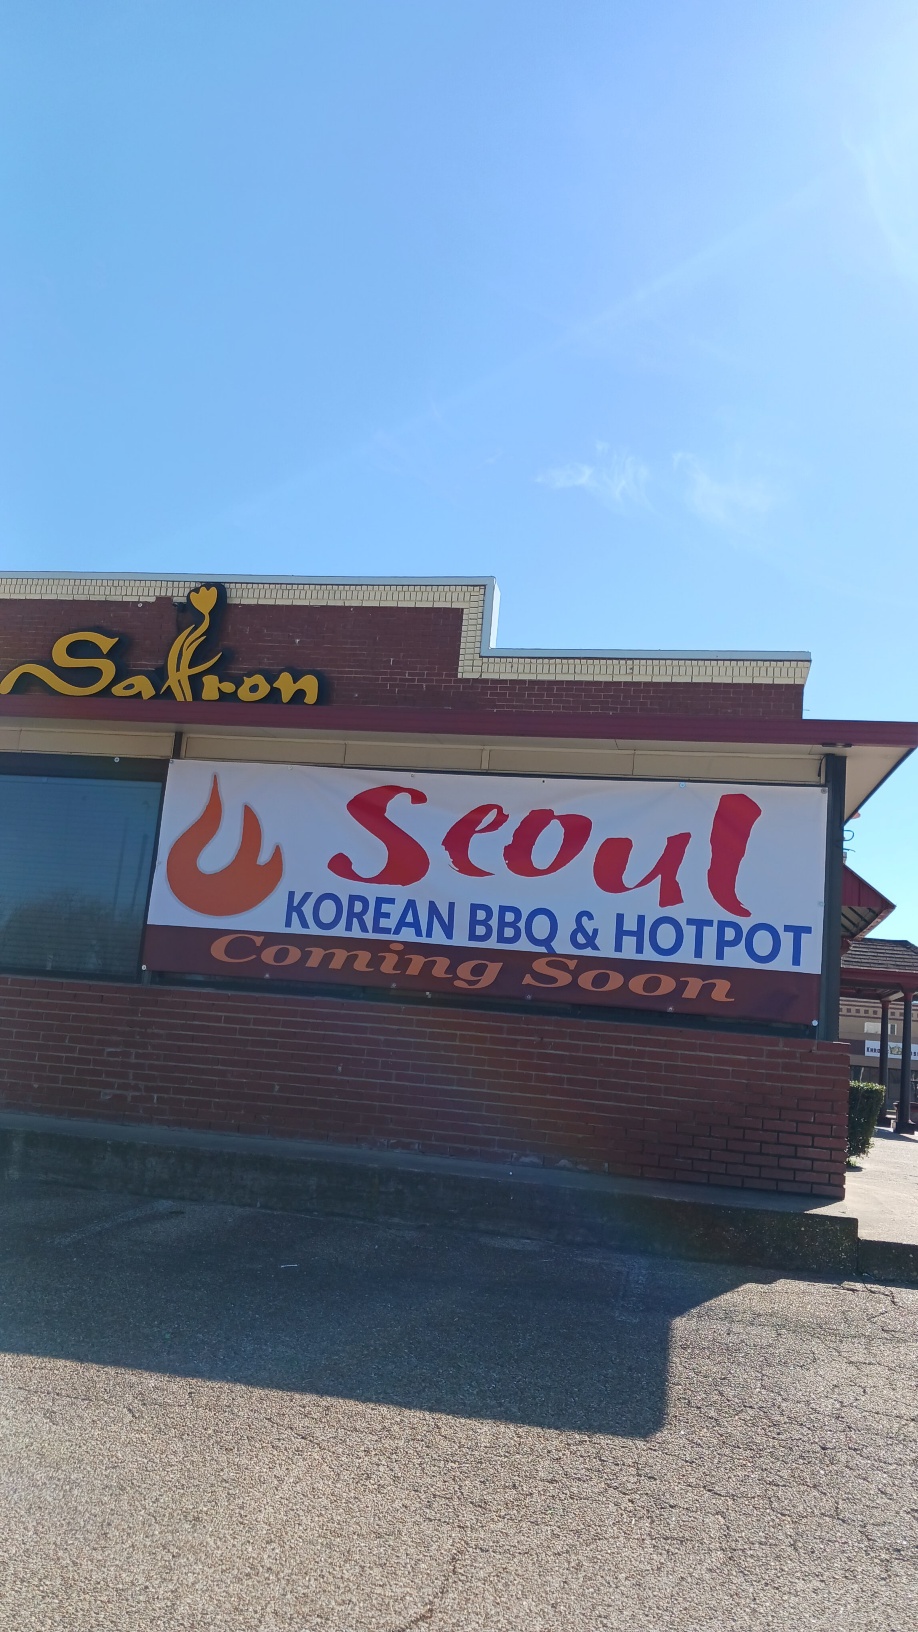 Saffron
Seoul
KOREAN BBQ & HOTPOT
Coming Soon